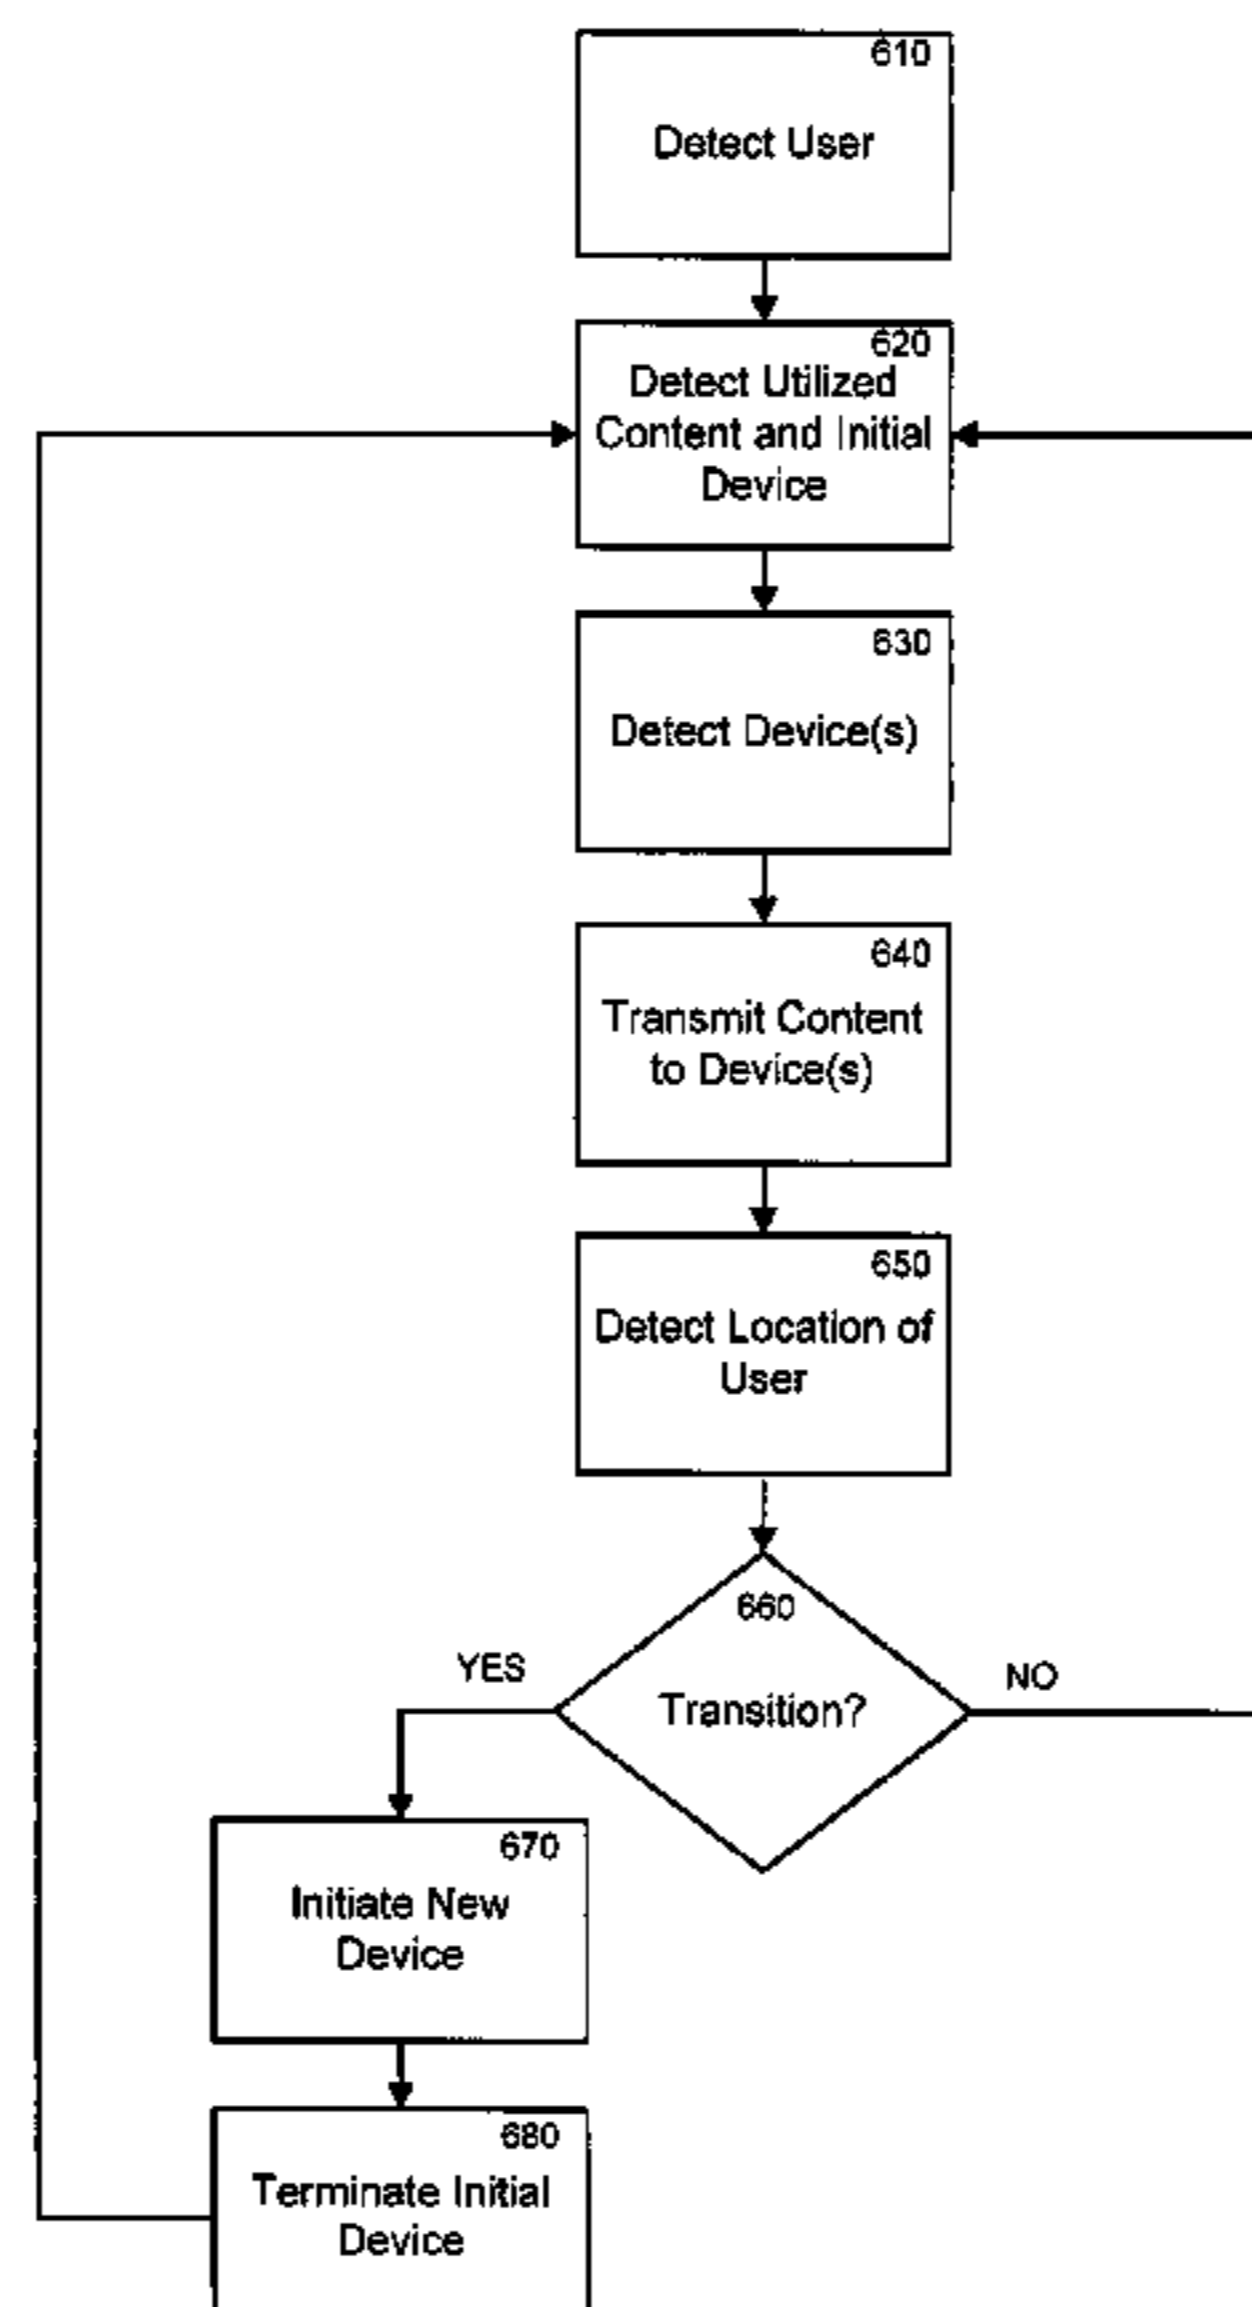 610
Detect User
620
Detect Utilized
Content and Initial
Device
630
Detect Device(s)
640
Transmit Content
to Device(s)
650
Detect Location of
User
660
YES
Transition?
NO
670
Initiate New
Device
680
Terminate Initial
Device